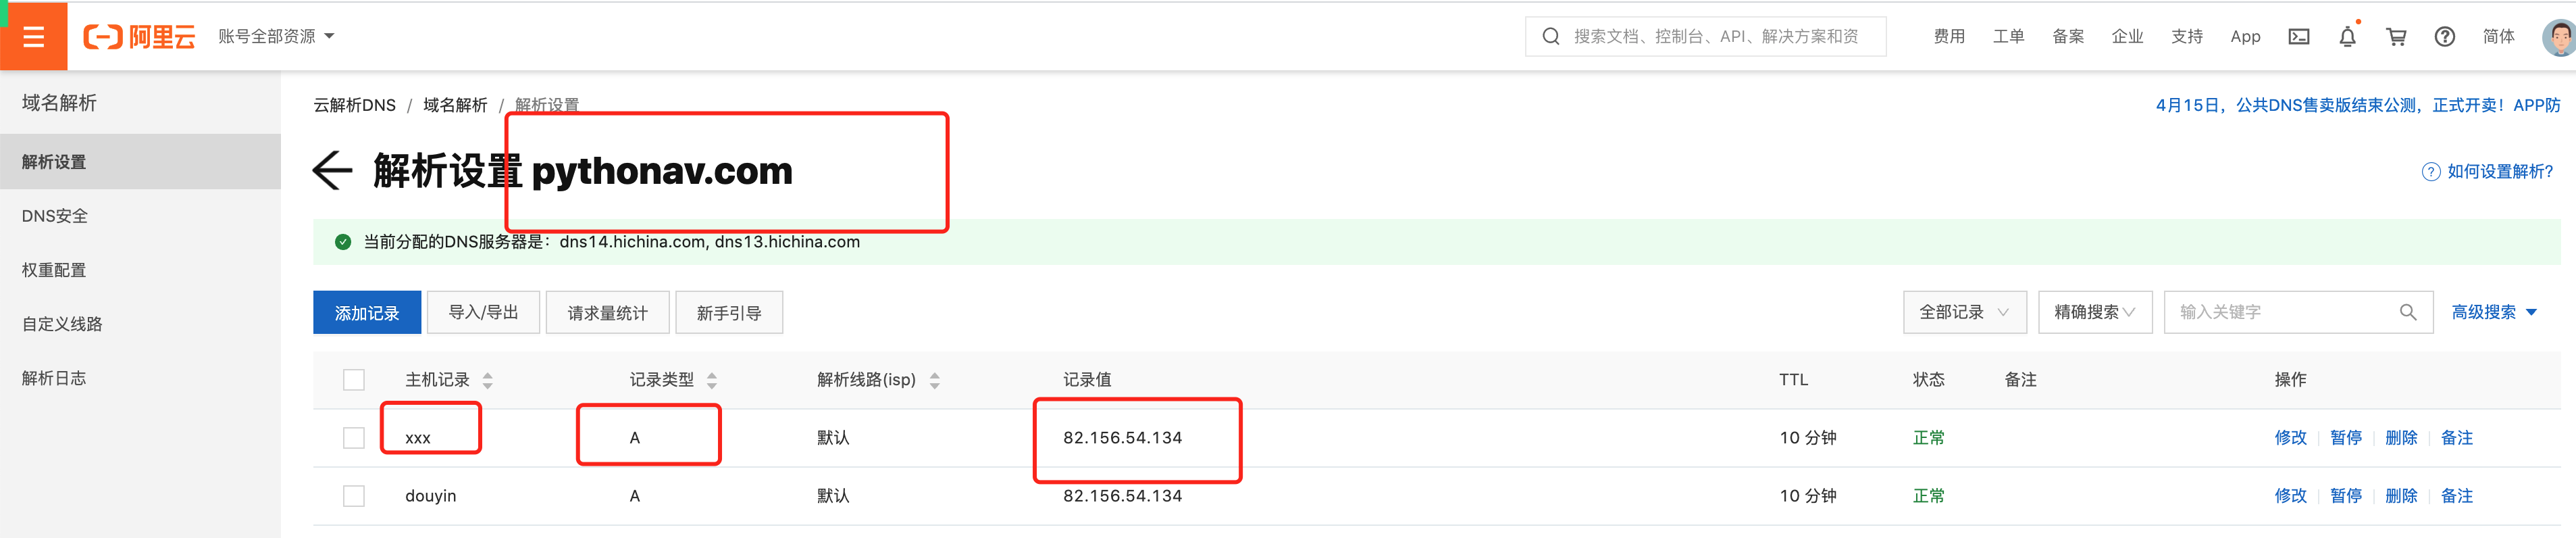 阿里云 账号全部资源 搜索文档、控制台、API、解决方案和资 费用 工单 备案 企业 支持 App 简体
域名解析
解析设置
DNS安全
权重配置
自定义线路
解析日志
云解析DNS / 域名解析 / 解析设置
4月15日，公共DNS售卖版结束公测，正式开卖！APP防
解析设置 pythonav.com
如何设置解析?
当前分配的DNS服务器是：dns14.hichina.com, dns13.hichina.com
添加记录 导入/导出 请求量统计 新手引导 全部记录 精确搜索 输入关键字 高级搜索
主机记录 记录类型 解析线路(isp) 记录值 TTL 状态 备注 操作
xxx A 默认 82.156.54.134 10 分钟 正常 修改 暂停 删除 备注
douyin A 默认 82.156.54.134 10 分钟 正常 修改 暂停 删除 备注